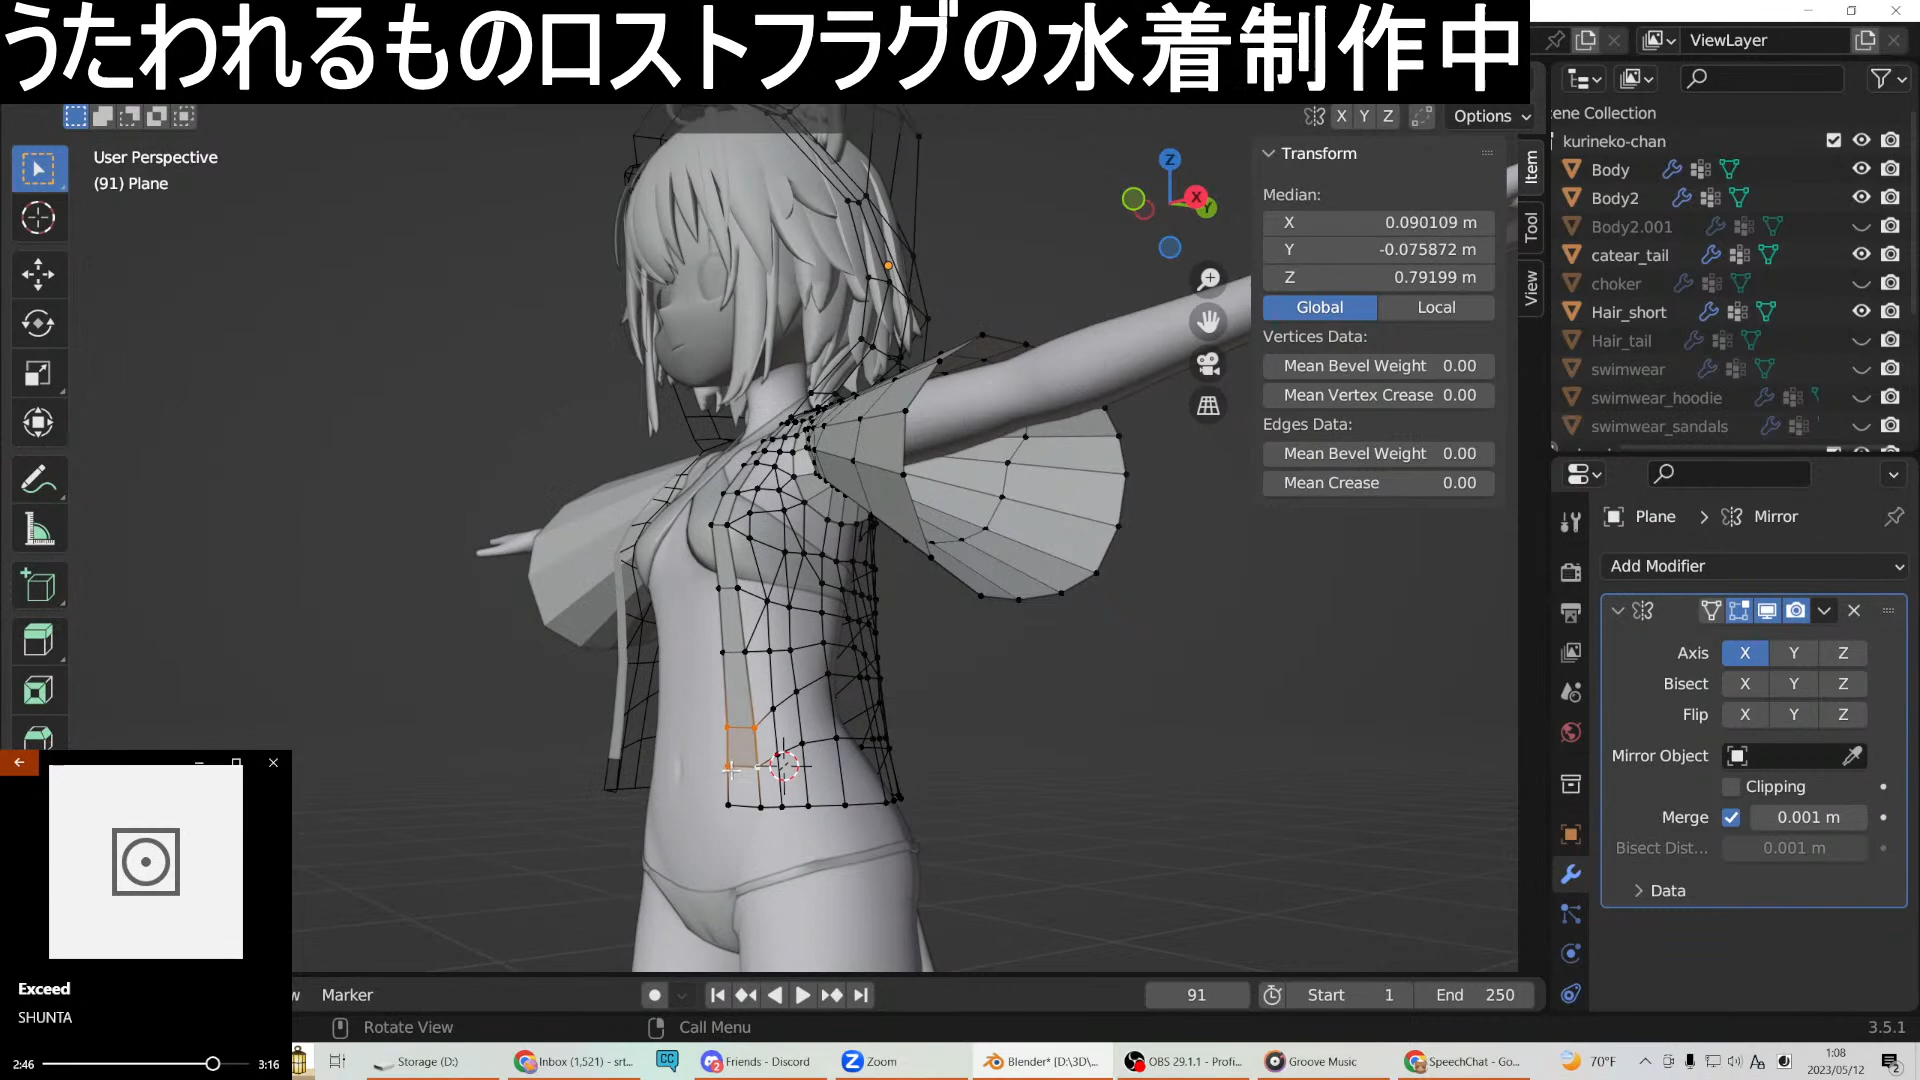 うたわれるものロストフラグの水着制作中
ViewLayer
X Y Z
Options
User Perspective
(91) Plane
Z
X
Y
Transform
Median:
X 0.090109 m
Y -0.075872 m
Z 0.79199 m
Global
Local
Vertices Data:
Mean Bevel Weight 0.00
Mean Vertex Crease 0.00
Edges Data:
Mean Bevel Weight 0.00
Mean Crease 0.00
Item
Tool
View
ene Collection
kurineko-chan
Body
Body2
Body2.001
catear_tail
choker
Hair_short
Hair_tail
swimwear
swimwear_hoodie
swimwear_sandals
Plane > Mirror
Add Modifier
Axis X Y Z
Bisect X Y Z
Flip X Y Z
Mirror Object
Clipping
Merge 0.001 m
Bisect Dist... 0.001 m
Data
Exceed
SHUNTA
2:46
3:16
Marker
91
Start 1
End 250
Rotate View
Call Menu
3.5.1
Storage (D:)
Inbox (1,521) - srt...
CC
2
Friends - Discord
Zoom
Blender* [D:\3D\...
OBS 29.1.1 - Profi...
Groove Music
SpeechChat - Go...
70°F
A
1:08
2023/05/12
2